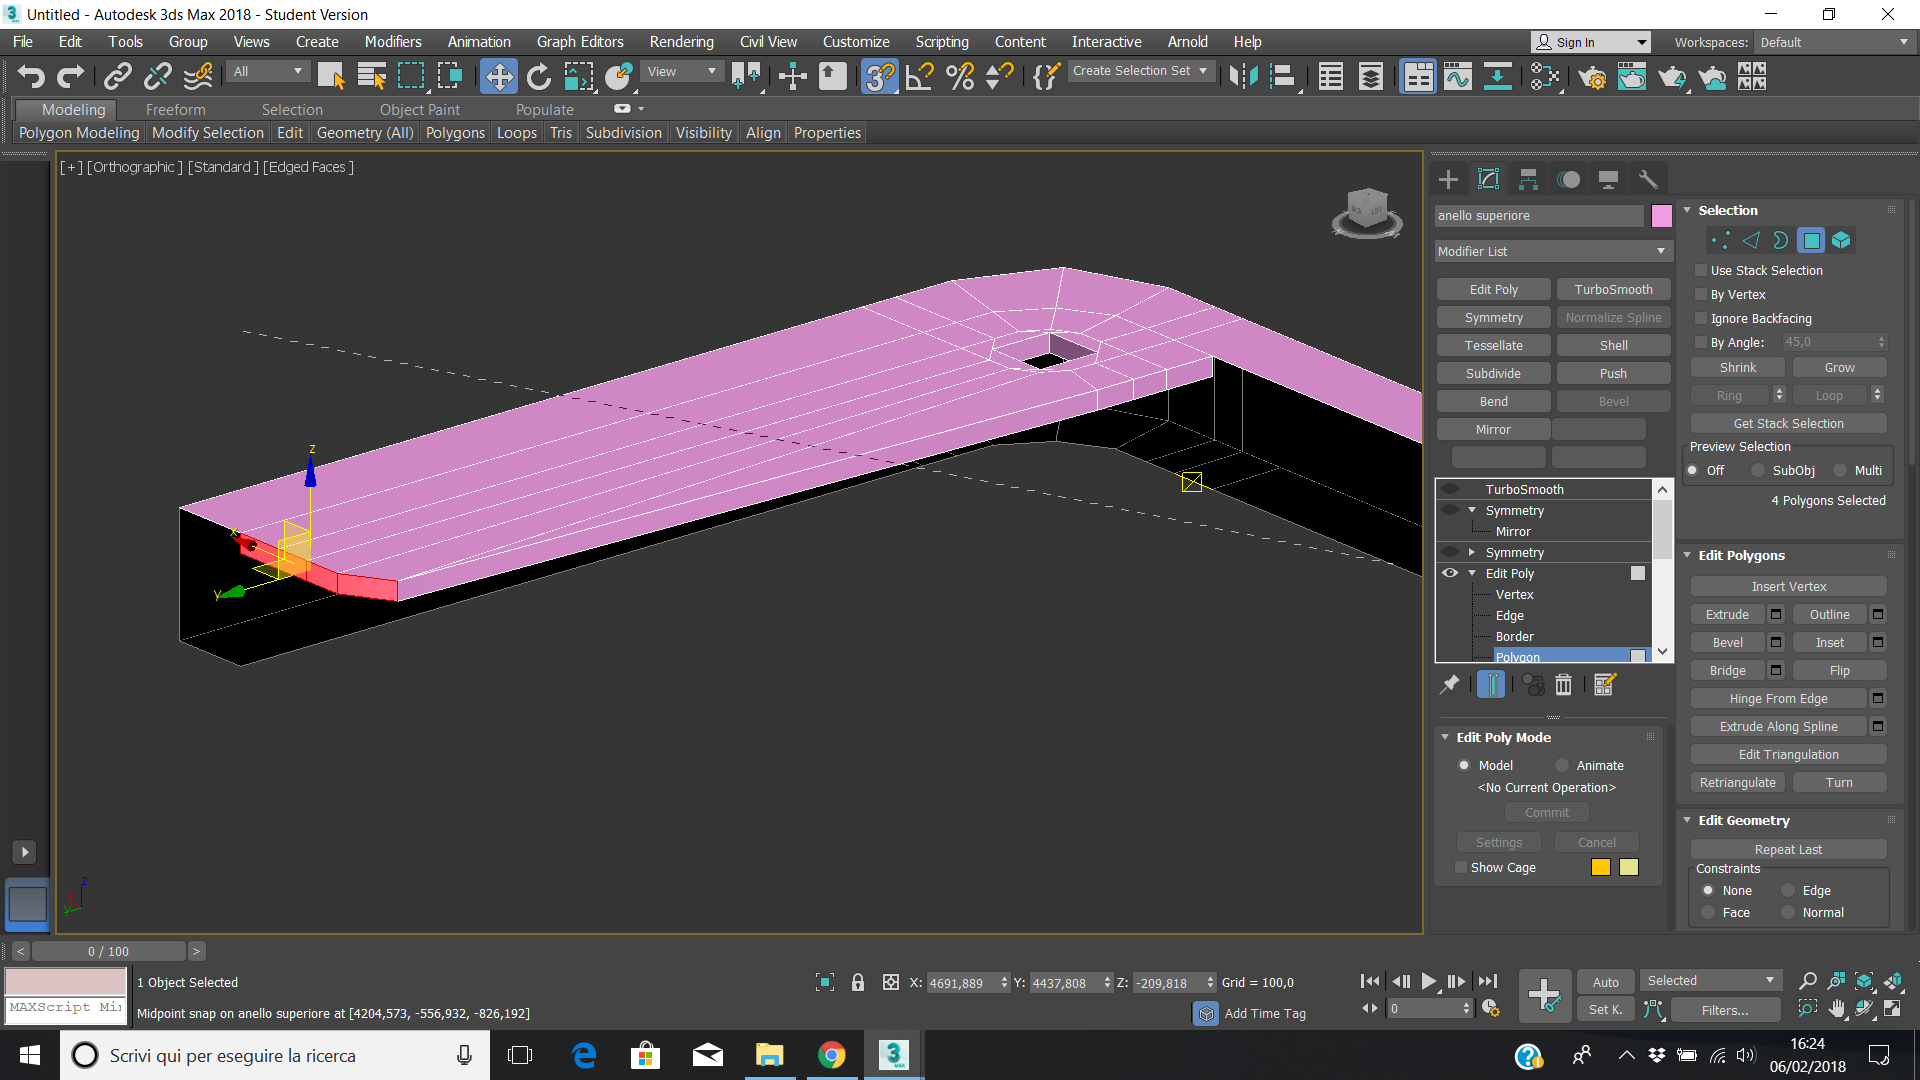 Untitled - Autodesk 3ds Max 2018 - Student Version
File Edit Tools Group Views Create Modifiers Animation Graph Editors Rendering Civil View Customize Scripting Content Interactive Arnold Help Sign In Workspaces: Default
All View Create Selection Set
Modeling Freeform Selection Object Paint Populate
Polygon Modeling Modify Selection Edit Geometry (All) Polygons Loops Tris Subdivision Visibility Align Properties
[+] [Orthographic] [Standard] [Edged Faces]
z
x
y
z
y
0 / 100
anello superiore
Modifier List
Edit Poly TurboSmooth
Symmetry Normalize Spline
Tessellate Shell
Subdivide Push
Bend Bevel
Mirror
TurboSmooth
Symmetry
Mirror
Symmetry
Edit Poly
Vertex
Edge
Border
Polygon
Edit Poly Mode
Model Animate
<No Current Operation>
Commit
Settings Cancel
Show Cage
Selection
Use Stack Selection
By Vertex
Ignore Backfacing
By Angle: 45,0
Shrink Grow
Ring Loop
Get Stack Selection
Preview Selection
Off SubObj Multi
4 Polygons Selected
Edit Polygons
Insert Vertex
Extrude Outline
Bevel Inset
Bridge Flip
Hinge From Edge
Extrude Along Spline
Edit Triangulation
Retriangulate Turn
Edit Geometry
Repeat Last
Constraints
None Edge
Face Normal
MAXScript Mi
1 Object Selected
Midpoint snap on anello superiore at [4204,573, -556,932, -826,192]
X: 4691,889 Y: 4437,808 Z: -209,818 Grid = 100,0
Add Time Tag
0
Auto Selected
Set K. Filters...
Scrivi qui per eseguire la ricerca
16:24
06/02/2018